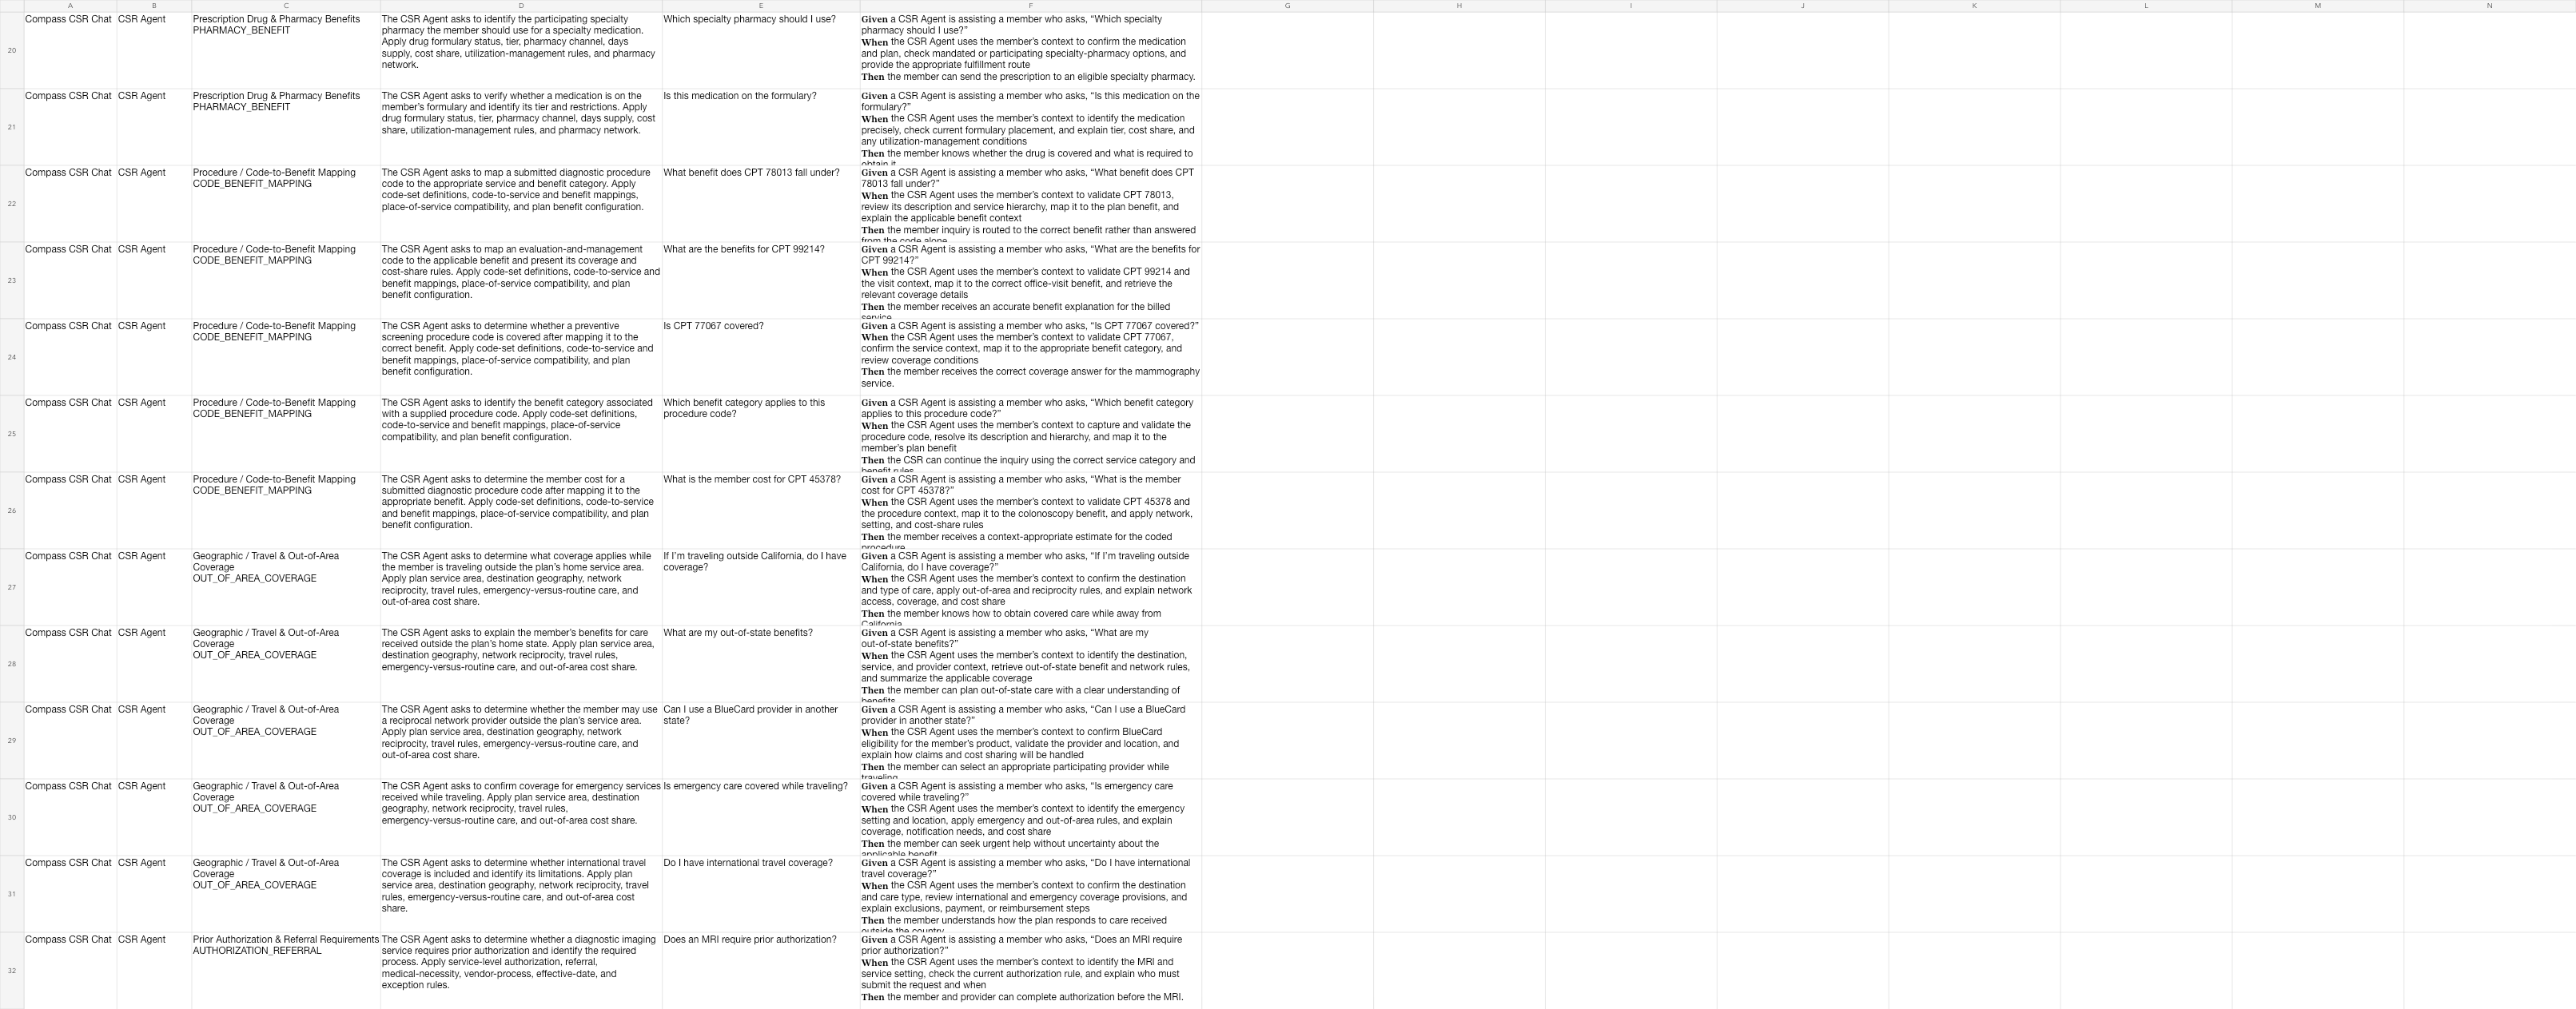 A B C D E F G H I J K L M N
20
Compass CSR Chat
CSR Agent
Prescription Drug & Pharmacy Benefits
PHARMACY_BENEFIT
The CSR Agent asks to identify the participating specialty
pharmacy the member should use for a specialty medication.
Apply drug formulary status, tier, pharmacy channel, days
supply, cost share, utilization-management rules, and pharmacy
network.
Which specialty pharmacy should I use?
Given a CSR Agent is assisting a member who asks, “Which specialty
pharmacy should I use?”
When the CSR Agent uses the member’s context to confirm the medication
and plan, check mandated or participating specialty-pharmacy options, and
provide the appropriate fulfillment route
Then the member can send the prescription to an eligible specialty pharmacy.
21
Compass CSR Chat
CSR Agent
Prescription Drug & Pharmacy Benefits
PHARMACY_BENEFIT
The CSR Agent asks to verify whether a medication is on the
member’s formulary and identify its tier and restrictions. Apply
drug formulary status, tier, pharmacy channel, days supply, cost
share, utilization-management rules, and pharmacy network.
Is this medication on the formulary?
Given a CSR Agent is assisting a member who asks, “Is this medication on the
formulary?”
When the CSR Agent uses the member’s context to identify the medication
precisely, check current formulary placement, and explain tier, cost share, and
any utilization-management conditions
Then the member knows whether the drug is covered and what is required to
obtain it
22
Compass CSR Chat
CSR Agent
Procedure / Code-to-Benefit Mapping
CODE_BENEFIT_MAPPING
The CSR Agent asks to map a submitted diagnostic procedure
code to the appropriate service and benefit category. Apply
code-set definitions, code-to-service and benefit mappings,
place-of-service compatibility, and plan benefit configuration.
What benefit does CPT 78013 fall under?
Given a CSR Agent is assisting a member who asks, “What benefit does CPT
78013 fall under?”
When the CSR Agent uses the member’s context to validate CPT 78013,
review its description and service hierarchy, map it to the plan benefit, and
explain the applicable benefit context
Then the member inquiry is routed to the correct benefit rather than answered
from the code alone
23
Compass CSR Chat
CSR Agent
Procedure / Code-to-Benefit Mapping
CODE_BENEFIT_MAPPING
The CSR Agent asks to map an evaluation-and-management
code to the applicable benefit and present its coverage and
cost-share rules. Apply code-set definitions, code-to-service and
benefit mappings, place-of-service compatibility, and plan
benefit configuration.
What are the benefits for CPT 99214?
Given a CSR Agent is assisting a member who asks, “What are the benefits for
CPT 99214?”
When the CSR Agent uses the member’s context to validate CPT 99214 and
the visit context, map it to the correct office-visit benefit, and retrieve the
relevant coverage details
Then the member receives an accurate benefit explanation for the billed
service
24
Compass CSR Chat
CSR Agent
Procedure / Code-to-Benefit Mapping
CODE_BENEFIT_MAPPING
The CSR Agent asks to determine whether a preventive
screening procedure code is covered after mapping it to the
correct benefit. Apply code-set definitions, code-to-service and
benefit mappings, place-of-service compatibility, and plan
benefit configuration.
Is CPT 77067 covered?
Given a CSR Agent is assisting a member who asks, “Is CPT 77067 covered?”
When the CSR Agent uses the member’s context to validate CPT 77067,
confirm the service context, map it to the appropriate benefit category, and
review coverage conditions
Then the member receives the correct coverage answer for the mammography
service.
25
Compass CSR Chat
CSR Agent
Procedure / Code-to-Benefit Mapping
CODE_BENEFIT_MAPPING
The CSR Agent asks to identify the benefit category associated
with a supplied procedure code. Apply code-set definitions,
code-to-service and benefit mappings, place-of-service
compatibility, and plan benefit configuration.
Which benefit category applies to this
procedure code?
Given a CSR Agent is assisting a member who asks, “Which benefit category
applies to this procedure code?”
When the CSR Agent uses the member’s context to capture and validate the
procedure code, resolve its description and hierarchy, and map it to the
member’s plan benefit
Then the CSR can continue the inquiry using the correct service category and
benefit rules
26
Compass CSR Chat
CSR Agent
Procedure / Code-to-Benefit Mapping
CODE_BENEFIT_MAPPING
The CSR Agent asks to determine the member cost for a
submitted diagnostic procedure code after mapping it to the
appropriate benefit. Apply code-set definitions, code-to-service
and benefit mappings, place-of-service compatibility, and plan
benefit configuration.
What is the member cost for CPT 45378?
Given a CSR Agent is assisting a member who asks, “What is the member
cost for CPT 45378?”
When the CSR Agent uses the member’s context to validate CPT 45378 and
the procedure context, map it to the colonoscopy benefit, and apply network,
setting, and cost-share rules
Then the member receives a context-appropriate estimate for the coded
procedure
27
Compass CSR Chat
CSR Agent
Geographic / Travel & Out-of-Area
Coverage
OUT_OF_AREA_COVERAGE
The CSR Agent asks to determine what coverage applies while
the member is traveling outside the plan’s home service area.
Apply plan service area, destination geography, network
reciprocity, travel rules, emergency-versus-routine care, and
out-of-area cost share.
If I’m traveling outside California, do I have
coverage?
Given a CSR Agent is assisting a member who asks, “If I’m traveling outside
California, do I have coverage?”
When the CSR Agent uses the member’s context to confirm the destination
and type of care, apply out-of-area and reciprocity rules, and explain network
access, coverage, and cost share
Then the member knows how to obtain covered care while away from
California
28
Compass CSR Chat
CSR Agent
Geographic / Travel & Out-of-Area
Coverage
OUT_OF_AREA_COVERAGE
The CSR Agent asks to explain the member’s benefits for care
received outside the plan’s home state. Apply plan service area,
destination geography, network reciprocity, travel rules,
emergency-versus-routine care, and out-of-area cost share.
What are my out-of-state benefits?
Given a CSR Agent is assisting a member who asks, “What are my
out-of-state benefits?”
When the CSR Agent uses the member’s context to identify the destination,
service, and provider context, retrieve out-of-state benefit and network rules,
and summarize the applicable coverage
Then the member can plan out-of-state care with a clear understanding of
benefits
29
Compass CSR Chat
CSR Agent
Geographic / Travel & Out-of-Area
Coverage
OUT_OF_AREA_COVERAGE
The CSR Agent asks to determine whether the member may use
a reciprocal network provider outside the plan’s service area.
Apply plan service area, destination geography, network
reciprocity, travel rules, emergency-versus-routine care, and
out-of-area cost share.
Can I use a BlueCard provider in another
state?
Given a CSR Agent is assisting a member who asks, “Can I use a BlueCard
provider in another state?”
When the CSR Agent uses the member’s context to confirm BlueCard
eligibility for the member’s product, validate the provider and location, and
explain how claims and cost sharing will be handled
Then the member can select an appropriate participating provider while
traveling
30
Compass CSR Chat
CSR Agent
Geographic / Travel & Out-of-Area
Coverage
OUT_OF_AREA_COVERAGE
The CSR Agent asks to confirm coverage for emergency services
received while traveling. Apply plan service area, destination
geography, network reciprocity, travel rules,
emergency-versus-routine care, and out-of-area cost share.
Is emergency care covered while traveling?
Given a CSR Agent is assisting a member who asks, “Is emergency care
covered while traveling?”
When the CSR Agent uses the member’s context to identify the emergency
setting and location, apply emergency and out-of-area rules, and explain
coverage, notification needs, and cost share
Then the member can seek urgent help without uncertainty about the
applicable benefit
31
Compass CSR Chat
CSR Agent
Geographic / Travel & Out-of-Area
Coverage
OUT_OF_AREA_COVERAGE
The CSR Agent asks to determine whether international travel
coverage is included and identify its limitations. Apply plan
service area, destination geography, network reciprocity, travel
rules, emergency-versus-routine care, and out-of-area cost
share.
Do I have international travel coverage?
Given a CSR Agent is assisting a member who asks, “Do I have international
travel coverage?”
When the CSR Agent uses the member’s context to confirm the destination
and care type, review international and emergency coverage provisions, and
explain exclusions, payment, or reimbursement steps
Then the member understands how the plan responds to care received
outside the country
32
Compass CSR Chat
CSR Agent
Prior Authorization & Referral Requirements
AUTHORIZATION_REFERRAL
The CSR Agent asks to determine whether a diagnostic imaging
service requires prior authorization and identify the required
process. Apply service-level authorization, referral,
medical-necessity, vendor-process, effective-date, and
exception rules.
Does an MRI require prior authorization?
Given a CSR Agent is assisting a member who asks, “Does an MRI require
prior authorization?”
When the CSR Agent uses the member’s context to identify the MRI and
service setting, check the current authorization rule, and explain who must
submit the request and when
Then the member and provider can complete authorization before the MRI.